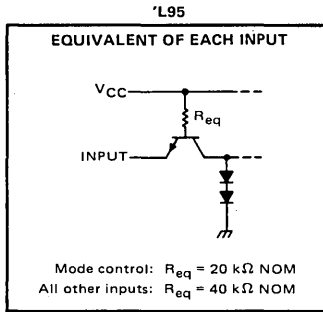 'L95
EQUIVALENT OF EACH INPUT
VCC
Req
INPUT
Mode control: Req = 20 kΩ NOM
All other inputs: Req = 40 kΩ NOM